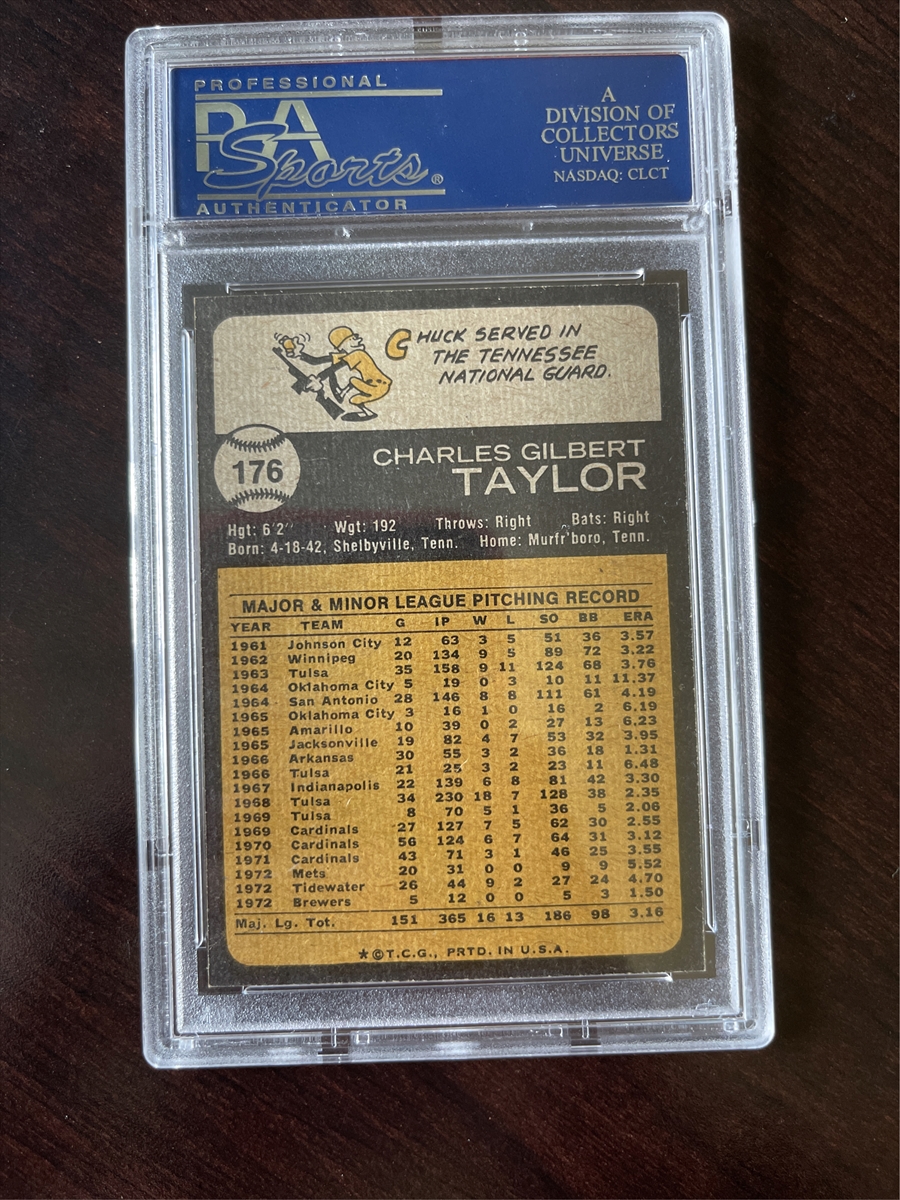 PROFESSIONAL
PSA
Sports®
AUTHENTICATOR
A
DIVISION OF
COLLECTORS
UNIVERSE
NASDAQ: CLCT
CHUCK SERVED IN
THE TENNESSEE
NATIONAL GUARD.
176
CHARLES GILBERT
TAYLOR
Hgt: 6'2" Wgt: 192 Throws: Right Bats: Right
Born: 4-18-42, Shelbyville, Tenn. Home: Murfr'boro, Tenn.
MAJOR & MINOR LEAGUE PITCHING RECORD
YEAR TEAM G IP W L SO BB ERA
1961 Johnson City 12 63 3 5 51 36 3.57
1962 Winnipeg 20 134 9 5 89 72 3.22
1963 Tulsa 35 158 9 11 124 68 3.76
1964 Oklahoma City 5 19 0 3 10 11 11.37
1964 San Antonio 28 146 8 8 111 61 4.19
1965 Oklahoma City 3 16 1 0 16 2 6.19
1965 Amarillo 10 39 0 2 27 13 6.23
1965 Jacksonville 19 82 4 7 53 32 3.95
1966 Arkansas 30 55 3 2 36 18 1.31
1966 Tulsa 21 25 3 2 23 11 6.48
1967 Indianapolis 22 139 6 8 81 42 3.30
1968 Tulsa 34 230 18 7 128 38 2.35
1969 Tulsa 8 70 5 1 36 5 2.06
1969 Cardinals 27 127 7 5 62 30 2.55
1970 Cardinals 56 124 6 7 64 31 3.12
1971 Cardinals 43 71 3 1 46 25 3.55
1972 Mets 20 31 0 0 9 9 5.52
1972 Tidewater 26 44 9 2 27 24 4.70
1972 Brewers 5 12 0 0 5 3 1.50
Maj. Lg. Tot. 151 365 16 13 186 98 3.16
*©T.C.G., PRTD. IN U.S.A.